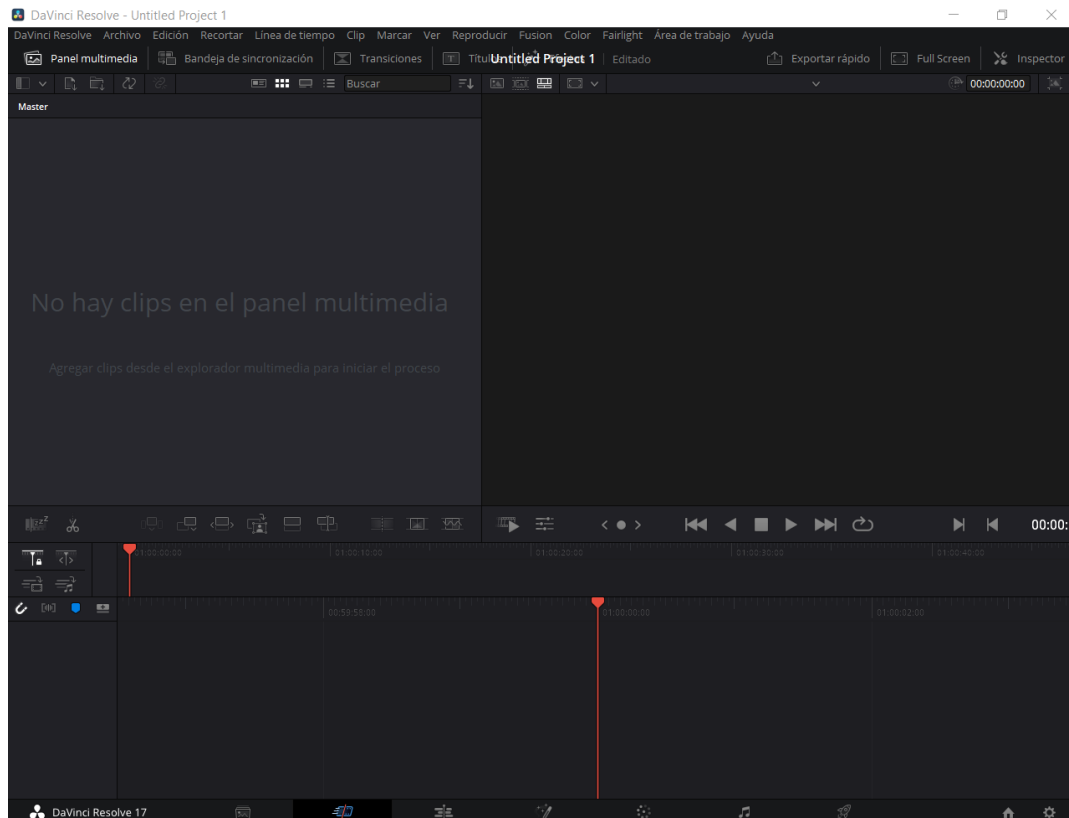 DaVinci Resolve - Untitled Project 1
DaVinci Resolve Archivo Edición Recortar Línea de tiempo Clip Marcar Ver Reproducir Fusion Color Fairlight Área de trabajo Ayuda
Panel multimedia Bandeja de sincronización Transiciones Untitled Project 1 Editado Exportar rápido Full Screen Inspector
Buscar 00:00:00:00
Master
No hay clips en el panel multimedia
Agregar clips desde el explorador multimedia para iniciar el proceso
00:00:
01:00:00:00 01:00:10:00 01:00:20:00 01:00:30:00 01:00:40:00
00:59:58:00 01:00:00:00 01:00:02:00
DaVinci Resolve 17